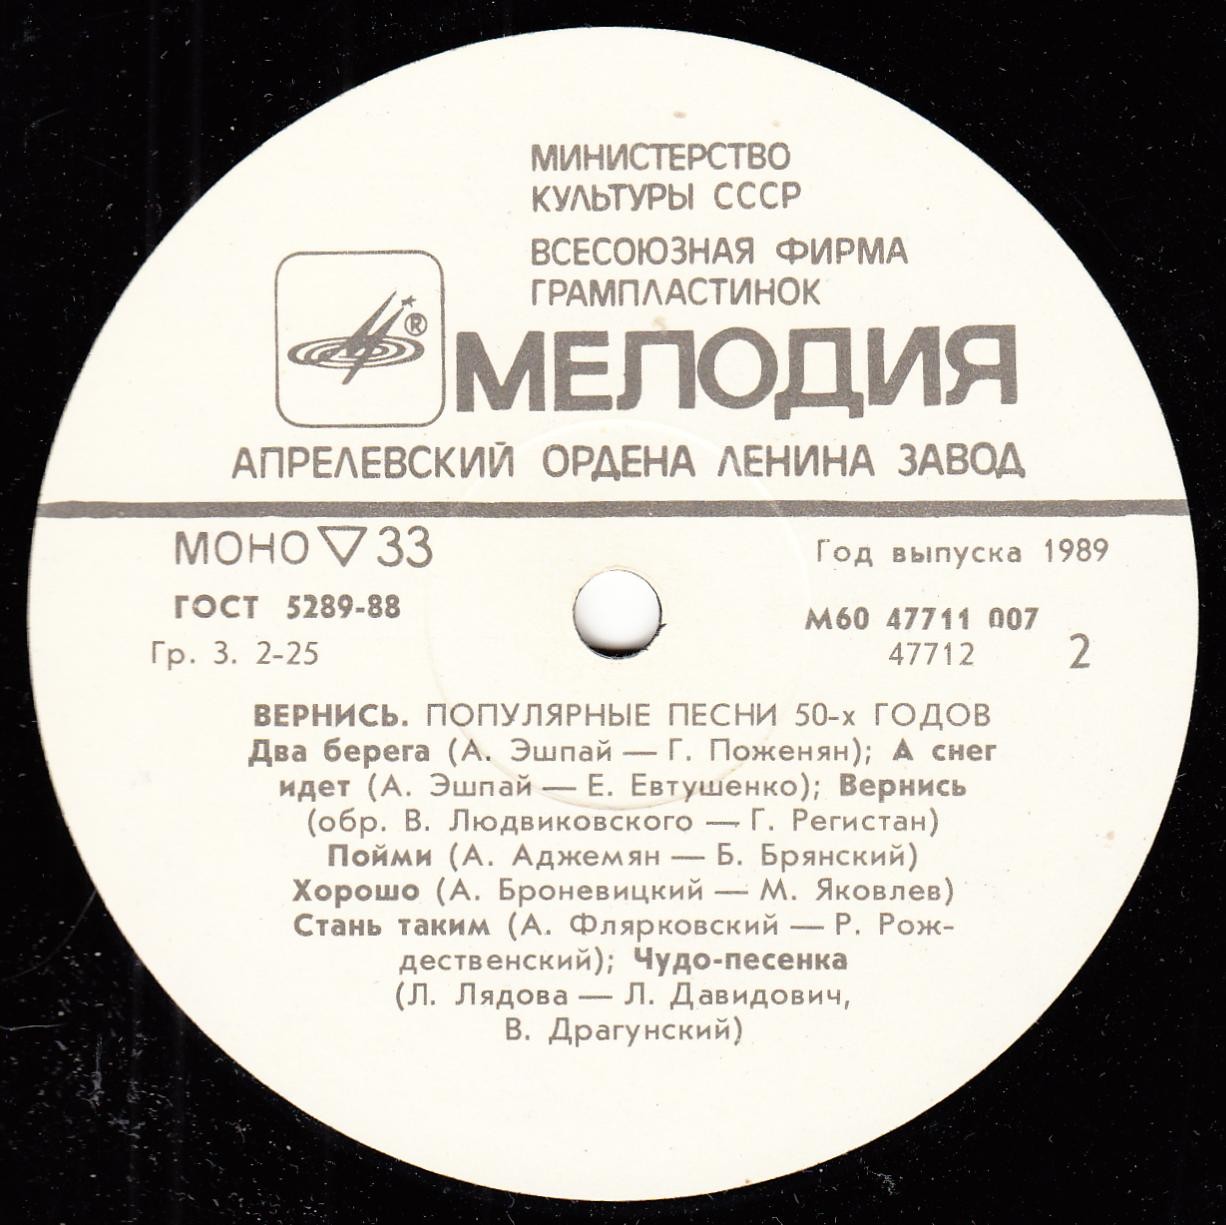 МИНИСТЕРСТВО
КУЛЬТУРЫ СССР
ВСЕСОЮЗНАЯ ФИРМА
ГРАМПЛАСТИНОК
®
МЕЛОДИЯ
АПРЕЛЕВСКИЙ ОРДЕНА ЛЕНИНА ЗАВОД
МОНО ▽ 33
Год выпуска 1989
ГОСТ 5289-88
М60 47711 007
Гр. 3. 2-25
47712
2
ВЕРНИСЬ. ПОПУЛЯРНЫЕ ПЕСНИ 50-х ГОДОВ
Два берега (А. Эшпай — Г. Поженян); А снег
идет (А. Эшпай — Е. Евтушенко); Вернись
(обр. В. Людвиковского — Г. Регистан)
Пойми (А. Аджемян — Б. Брянский)
Хорошо (А. Броневицкий — М. Яковлев)
Стань таким (А. Флярковский — Р. Рож-
дественский); Чудо-песенка
(Л. Лядова — Л. Давидович,
В. Драгунский)